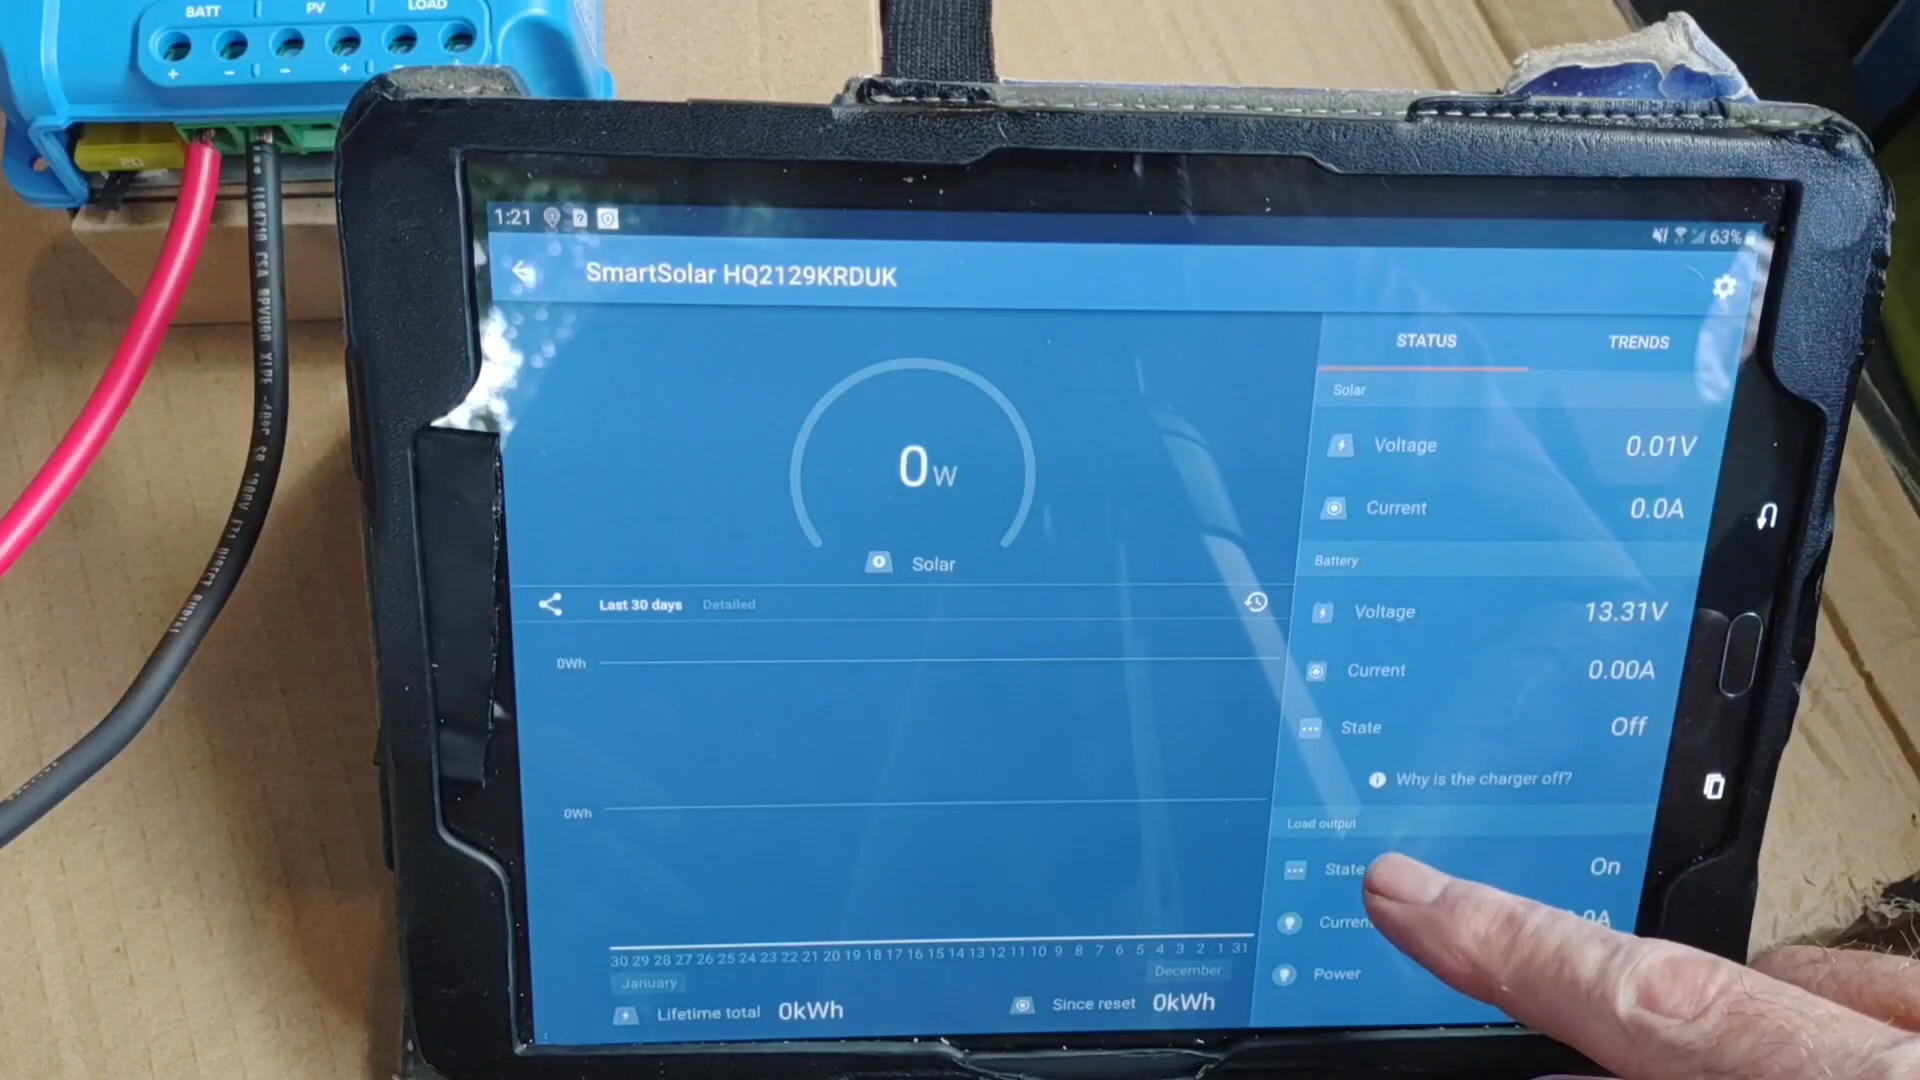 BATT PV LOAD
+ - - + - +
1:21
63%
SmartSolar HQ2129KRDUK
STATUS TRENDS
Solar
Voltage 0.01V
Current 0.0A
0W
Solar
Battery
Voltage 13.31V
Current 0.00A
State Off
Why is the charger off?
Last 30 days Detailed
0Wh
0Wh
Load output
State On
Curren
Power
30 29 28 27 26 25 24 23 22 21 20 19 18 17 16 15 14 13 12 11 10 9 8 7 6 5 4 3 2 1 31
January December
Lifetime total 0kWh
Since reset 0kWh